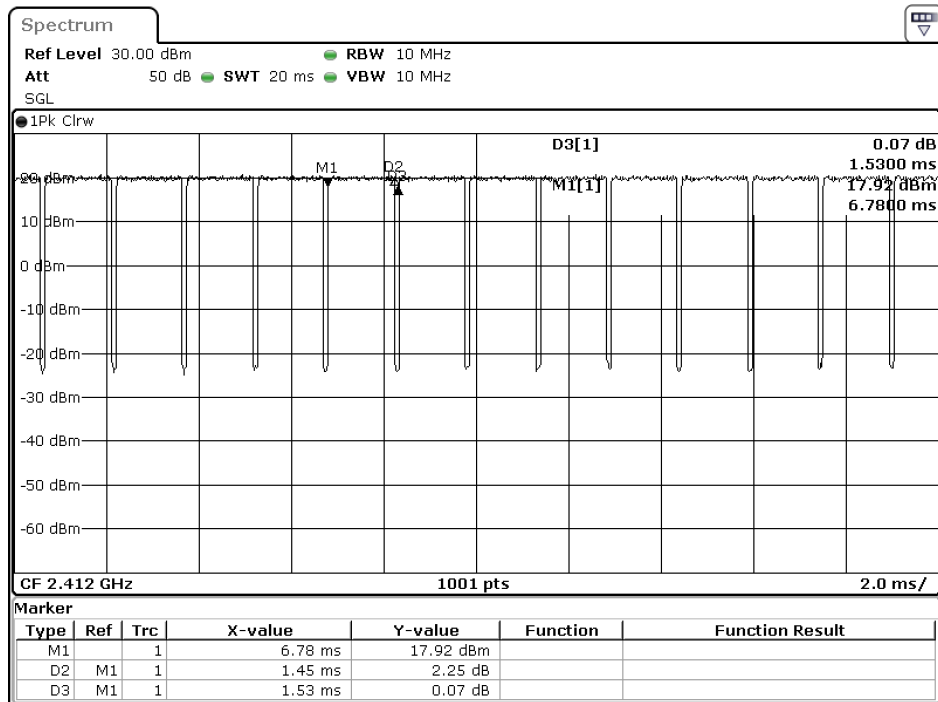 Spectrum
Ref Level 30.00 dBm RBW 10 MHz
Att 50 dB SWT 20 ms VBW 10 MHz
SGL
1Pk Clrw
D3[1] 0.07 dB
1.5300 ms
M1[1] 17.92 dBm
6.7800 ms
M1 D2
20 dBm
10 dBm
0 dBm
-10 dBm
-20 dBm
-30 dBm
-40 dBm
-50 dBm
-60 dBm
CF 2.412 GHz 1001 pts 2.0 ms/
Marker
Type Ref Trc X-value Y-value Function Function Result
M1 1 6.78 ms 17.92 dBm
D2 M1 1 1.45 ms 2.25 dB
D3 M1 1 1.53 ms 0.07 dB